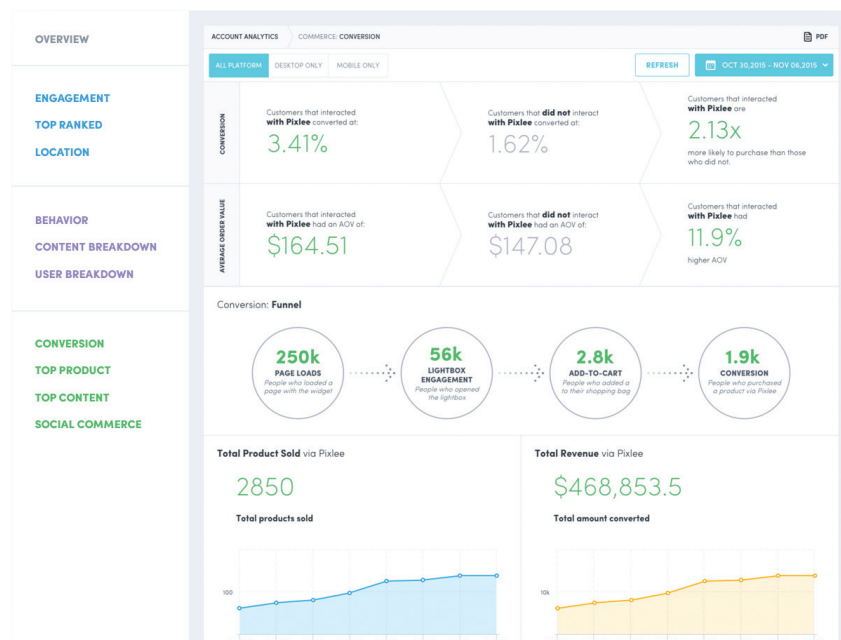 OVERVIEW
ENGAGEMENT
TOP RANKED
LOCATION
BEHAVIOR
CONTENT BREAKDOWN
USER BREAKDOWN
CONVERSION
TOP PRODUCT
TOP CONTENT
SOCIAL COMMERCE
ACCOUNT ANALYTICS COMMERCE: CONVERSION PDF
ALL PLATFORM DESKTOP ONLY MOBILE ONLY REFRESH OCT 30,2015 - NOV 06,2015
CONVERSION
Customers that interacted
with Pixlee converted at:
3.41%
Customers that did not interact
with Pixlee converted at:
1.62%
Customers that interacted
with Pixlee are
2.13x
more likely to purchase than those
who did not.
AVERAGE ORDER VALUE
Customers that interacted
with Pixlee had an AOV of:
$164.51
Customers that did not interact
with Pixlee had an AOV of:
$147.08
Customers that interacted
with Pixlee had
11.9%
higher AOV
Conversion: Funnel
250k
PAGE LOADS
People who loaded a
page with the widget
56k
LIGHTBOX
ENGAGEMENT
People who opened
the lightbox
2.8k
ADD-TO-CART
People who added a
to their shopping bag
1.9k
CONVERSION
People who purchased
a product via Pixlee
Total Product Sold via Pixlee
2850
Total products sold
100
Total Revenue via Pixlee
$468,853.5
Total amount converted
10k